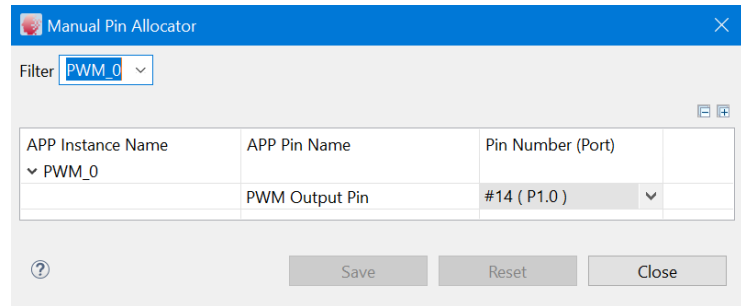 Manual Pin Allocator
Filter PWM_0
APP Instance Name APP Pin Name Pin Number (Port)
PWM_0
PWM Output Pin #14 ( P1.0 )
? Save Reset Close